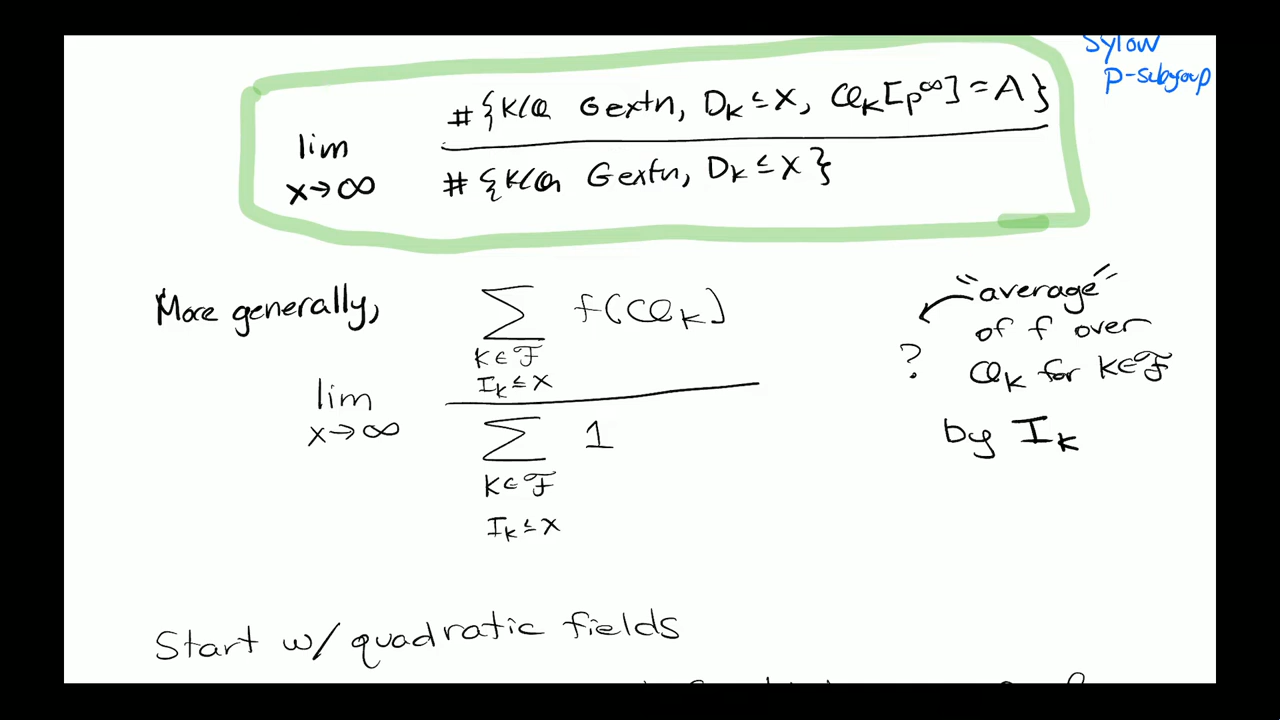 Sylow
p-subgroup
lim x→∞ #{K/Q G extn, D_K ≤ X, Cl_K[p^∞] = A} / #{K/Q G extn, D_K ≤ X}
More generally,
lim x→∞ ∑_{K∈F, I_K ≤ X} f(Cl_K) / ∑_{K∈F, I_K ≤ X} 1
?
"average"
of f over
Cl_K for K∈F
by I_K
Start w/ quadratic fields